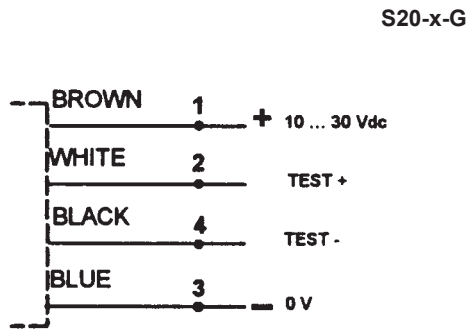 S20-x-G
BROWN 1 + 10 ... 30 Vdc
WHITE 2 TEST +
BLACK 4 TEST -
BLUE 3 - 0 V